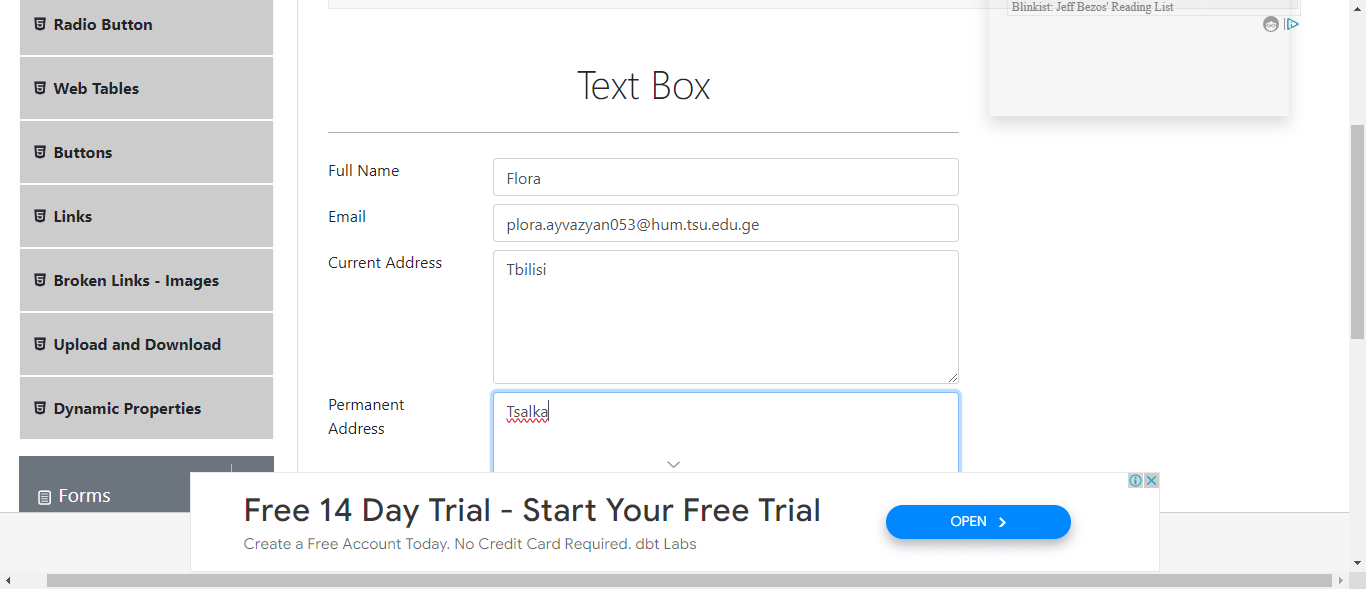 Radio Button
Web Tables
Buttons
Links
Broken Links - Images
Upload and Download
Dynamic Properties
Forms
Text Box
Full Name
Flora
Email
plora.ayvazyan053@hum.tsu.edu.ge
Current Address
Tbilisi
Permanent
Address
Tsalka
Blinkist: Jeff Bezos' Reading List
Free 14 Day Trial - Start Your Free Trial
Create a Free Account Today. No Credit Card Required. dbt Labs
OPEN